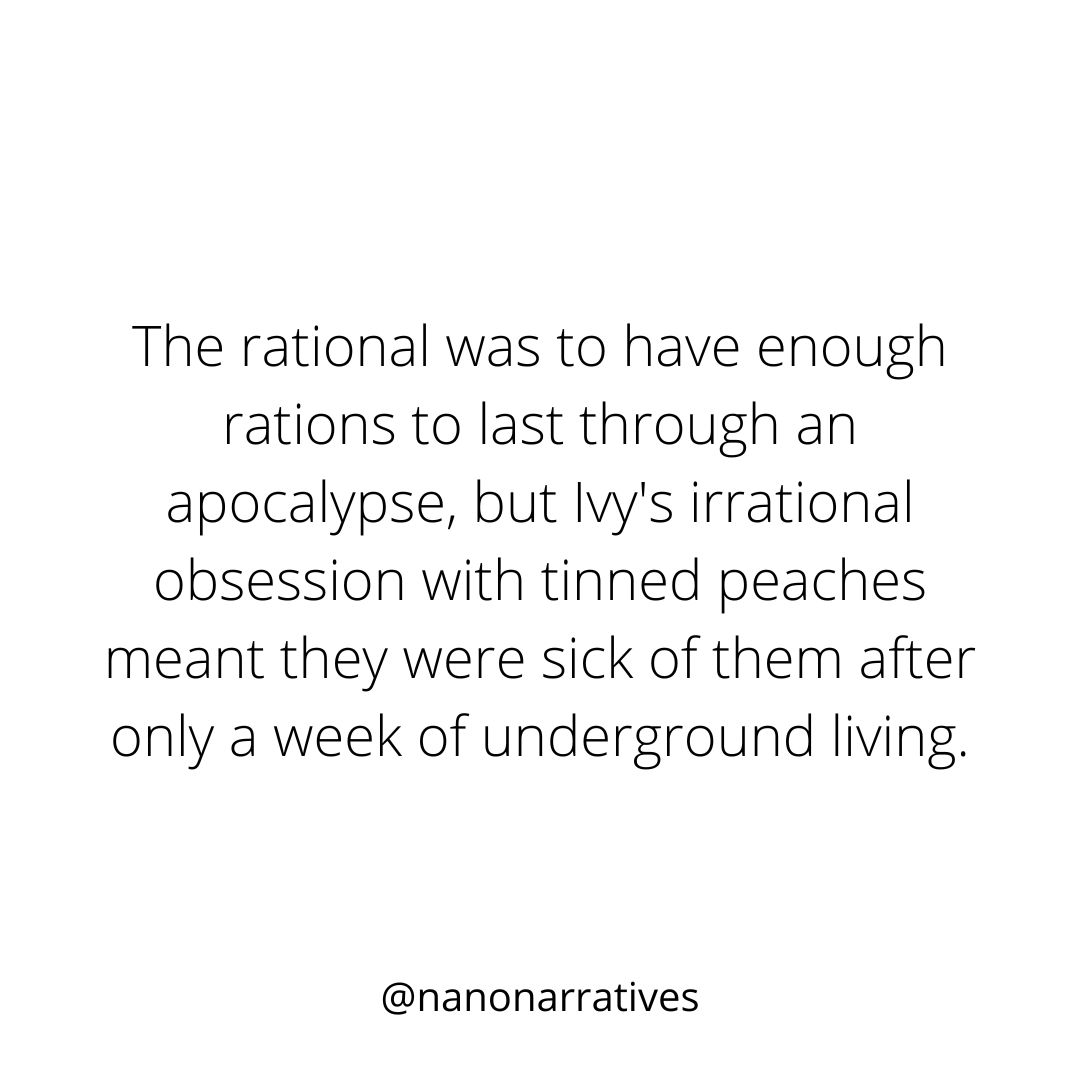 The rational was to have enough
rations to last through an
apocalypse, but Ivy's irrational
obsession with tinned peaches
meant they were sick of them after
only a week of underground living.
@nanonarratives